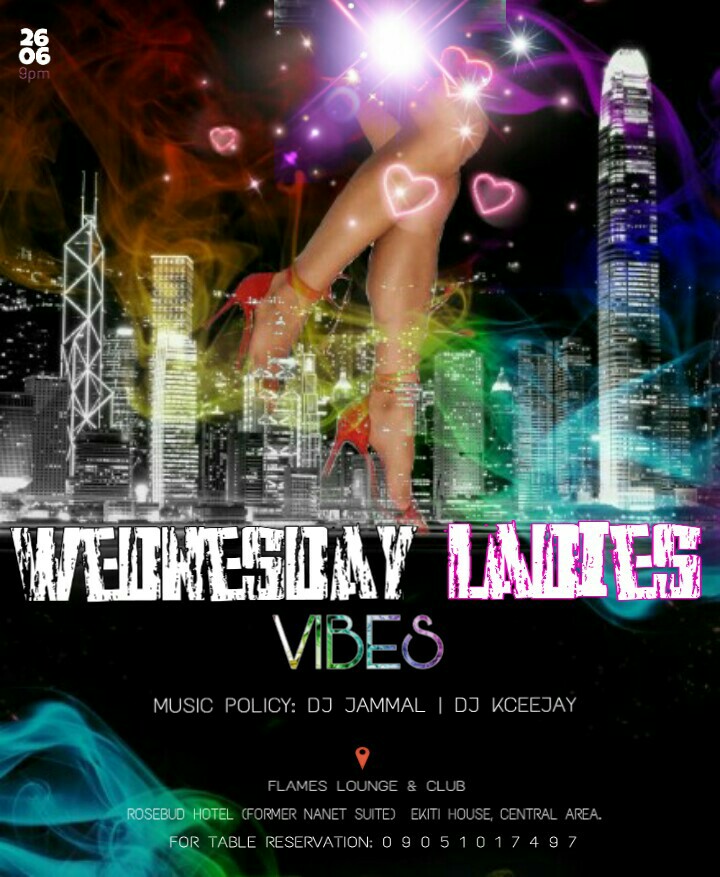 26
06
9pm
WEDNESDAY LADIES
VIBES
MUSIC POLICY: DJ JAMMAL | DJ KCEEJAY
FLAMES LOUNGE & CLUB
ROSEBUD HOTEL (FORMER NANET SUITE) EKITI HOUSE, CENTRAL AREA.
FOR TABLE RESERVATION: 0 9 0 5 1 0 1 7 4 9 7